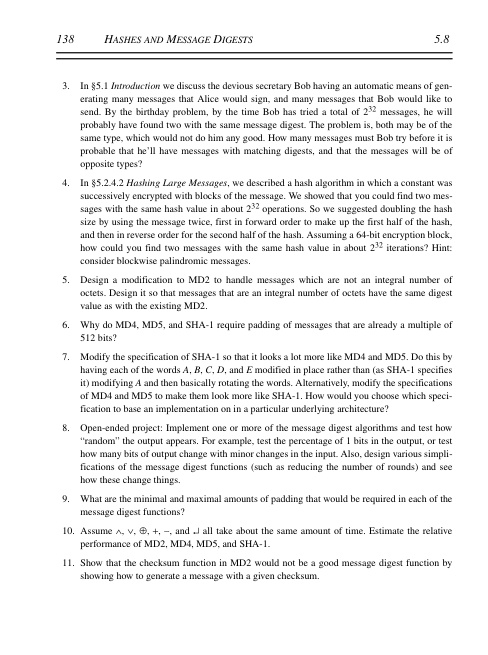 138 HASHES AND MESSAGE DIGESTS 5.8
3. In §5.1 Introduction we discuss the devious secretary Bob having an automatic means of gen-
erating many messages that Alice would sign, and many messages that Bob would like to
send. By the birthday problem, by the time Bob has tried a total of 2³² messages, he will
probably have found two with the same message digest. The problem is, both may be of the
same type, which would not do him any good. How many messages must Bob try before it is
probable that he'll have messages with matching digests, and that the messages will be of
opposite types?
4. In §5.2.4.2 Hashing Large Messages, we described a hash algorithm in which a constant was
successively encrypted with blocks of the message. We showed that you could find two mes-
sages with the same hash value in about 2³² operations. So we suggested doubling the hash
size by using the message twice, first in forward order to make up the first half of the hash,
and then in reverse order for the second half of the hash. Assuming a 64-bit encryption block,
how could you find two messages with the same hash value in about 2³² iterations? Hint:
consider blockwise palindromic messages.
5. Design a modification to MD2 to handle messages which are not an integral number of
octets. Design it so that messages that are an integral number of octets have the same digest
value as with the existing MD2.
6. Why do MD4, MD5, and SHA-1 require padding of messages that are already a multiple of
512 bits?
7. Modify the specification of SHA-1 so that it looks a lot more like MD4 and MD5. Do this by
having each of the words A, B, C, D, and E modified in place rather than (as SHA-1 specifies
it) modifying A and then basically rotating the words. Alternatively, modify the specifications
of MD4 and MD5 to make them look more like SHA-1. How would you choose which speci-
fication to base an implementation on in a particular underlying architecture?
8. Open-ended project: Implement one or more of the message digest algorithms and test how
“random” the output appears. For example, test the percentage of 1 bits in the output, or test
how many bits of output change with minor changes in the input. Also, design various simpli-
fications of the message digest functions (such as reducing the number of rounds) and see
how these change things.
9. What are the minimal and maximal amounts of padding that would be required in each of the
message digest functions?
10. Assume ∧, ∨, ⊕, +, −, and ↵ all take about the same amount of time. Estimate the relative
performance of MD2, MD4, MD5, and SHA-1.
11. Show that the checksum function in MD2 would not be a good message digest function by
showing how to generate a message with a given checksum.